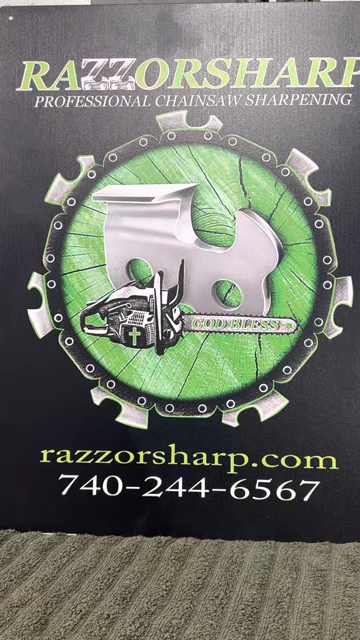 RAZZORSHARP
PROFESSIONAL CHAINSAW SHARPENING
GOD BLESS
razzorsharp.com
740-244-6567